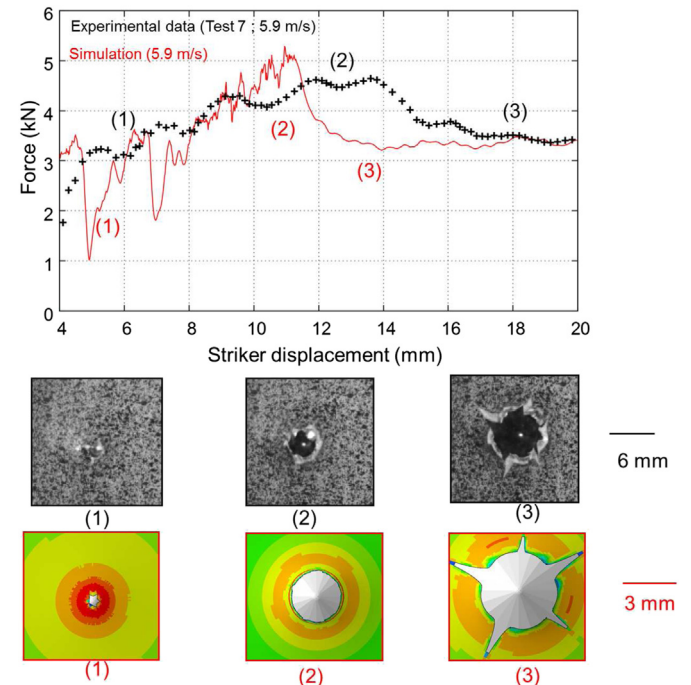 6
5
4
3
2
1
0
Force (kN)
Experimental data (Test 7 ; 5.9 m/s)
Simulation (5.9 m/s)
(1)
(2)
(3)
(1)
(2)
(3)
4 6 8 10 12 14 16 18 20
Striker displacement (mm)
6 mm
(1) (2) (3)
3 mm
(1) (2) (3)